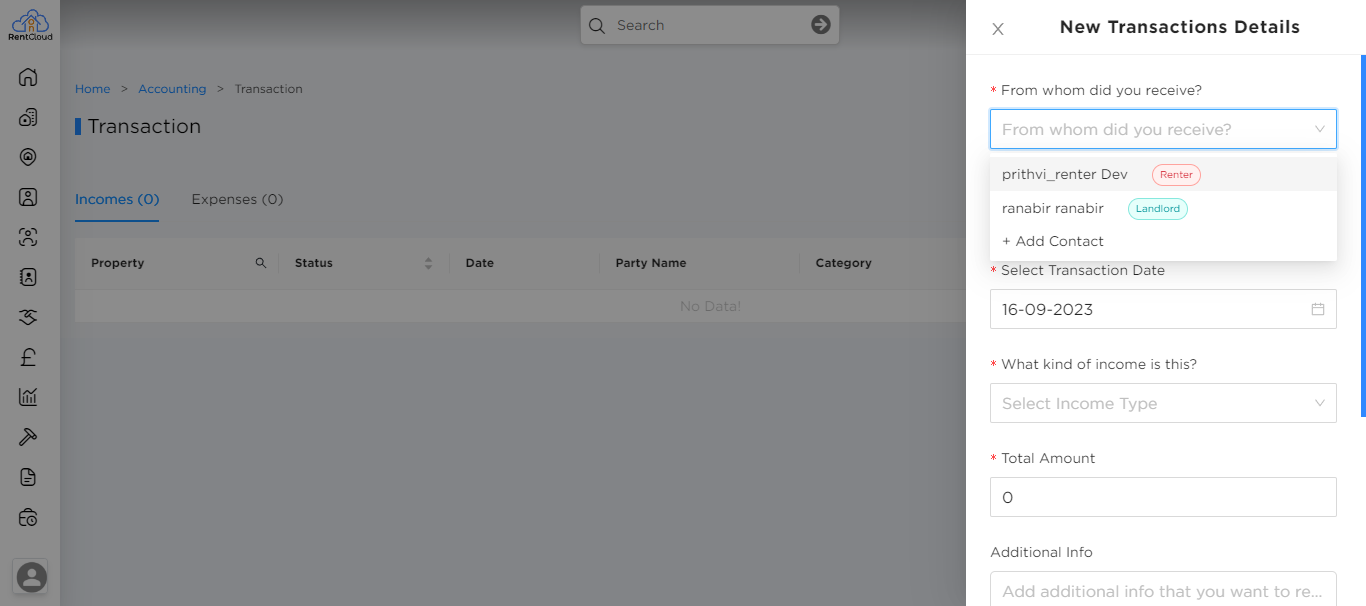 RentCloud
Search
Home > Accounting > Transaction
Transaction
Incomes (0) Expenses (0)
Property Status Date Party Name Category
No Data!
New Transactions Details
* From whom did you receive?
From whom did you receive?
prithvi_renter Dev Renter
ranabir ranabir Landlord
+ Add Contact
* Select Transaction Date
16-09-2023
* What kind of income is this?
Select Income Type
* Total Amount
0
Additional Info
Add additional info that you want to re...